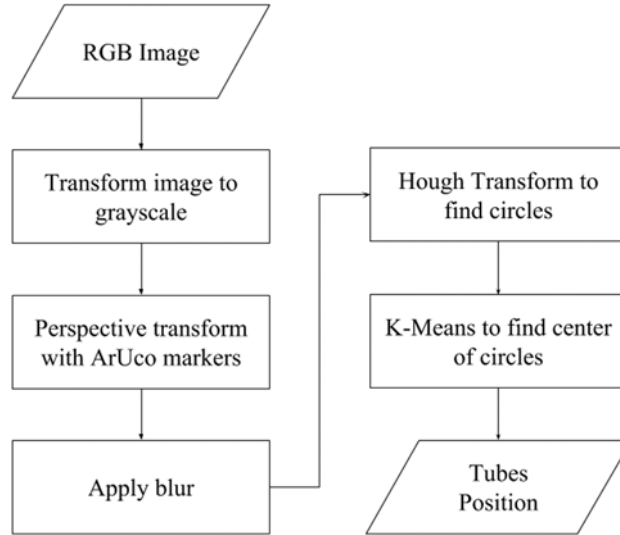 RGB Image
Transform image to
grayscale
Perspective transform
with ArUco markers
Apply blur
Hough Transform to
find circles
K-Means to find center
of circles
Tubes
Position